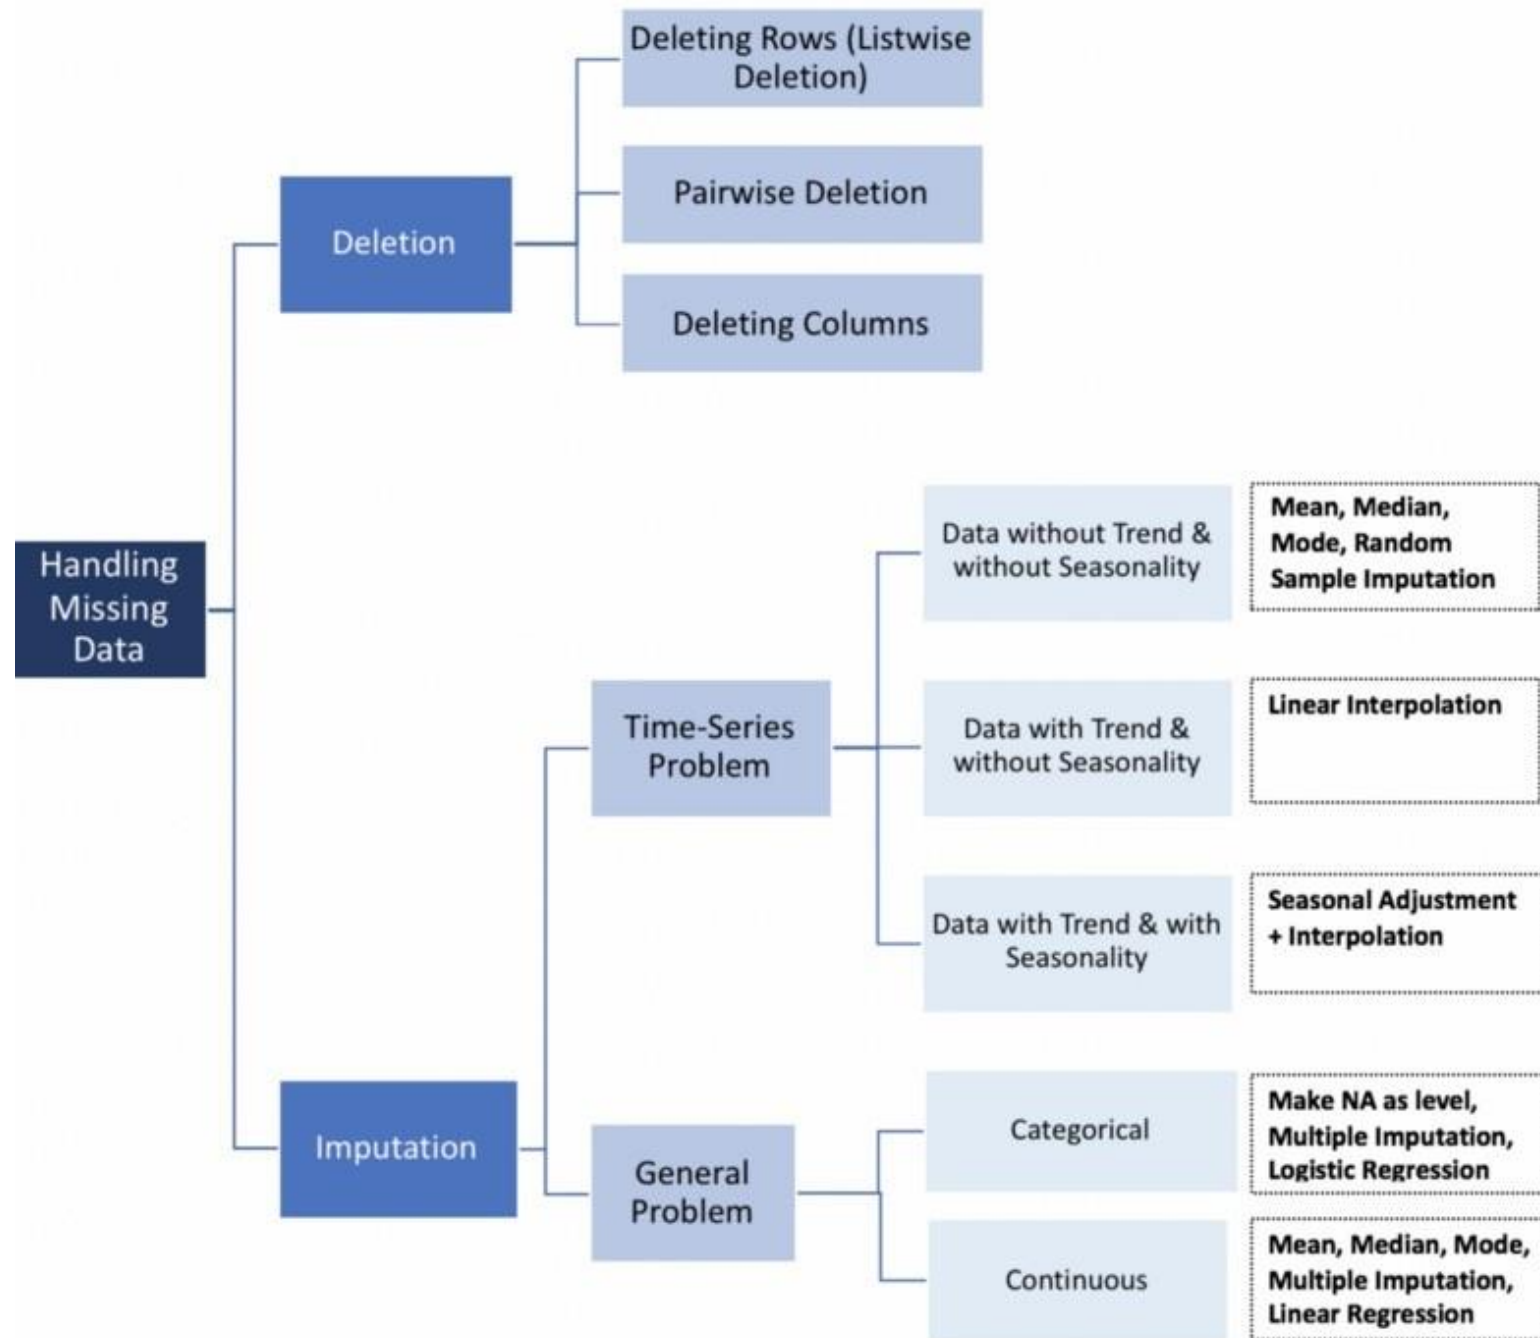 Deleting Rows (Listwise
Deletion)
Pairwise Deletion
Deletion
Deleting Columns
Handling
Missing
Data
Data without Trend &
without Seasonality
Mean, Median,
Mode, Random
Sample Imputation
Time-Series
Problem
Data with Trend &
without Seasonality
Linear Interpolation
Data with Trend & with
Seasonality
Seasonal Adjustment
+ Interpolation
Imputation
General
Problem
Categorical
Make NA as level,
Multiple Imputation,
Logistic Regression
Continuous
Mean, Median, Mode,
Multiple Imputation,
Linear Regression